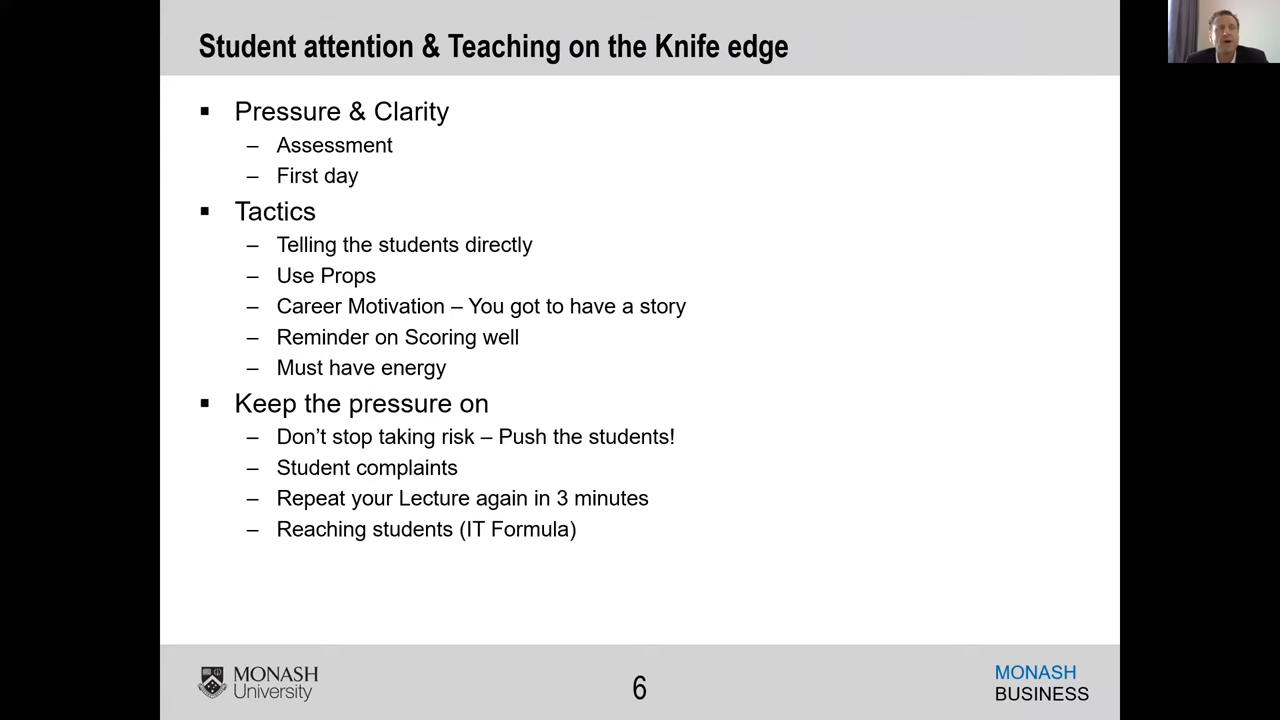 Student attention & Teaching on the Knife edge
▪ Pressure & Clarity
– Assessment
– First day
▪ Tactics
– Telling the students directly
– Use Props
– Career Motivation – You got to have a story
– Reminder on Scoring well
– Must have energy
▪ Keep the pressure on
– Don’t stop taking risk – Push the students!
– Student complaints
– Repeat your Lecture again in 3 minutes
– Reaching students (IT Formula)
MONASH
University
6
MONASH
BUSINESS